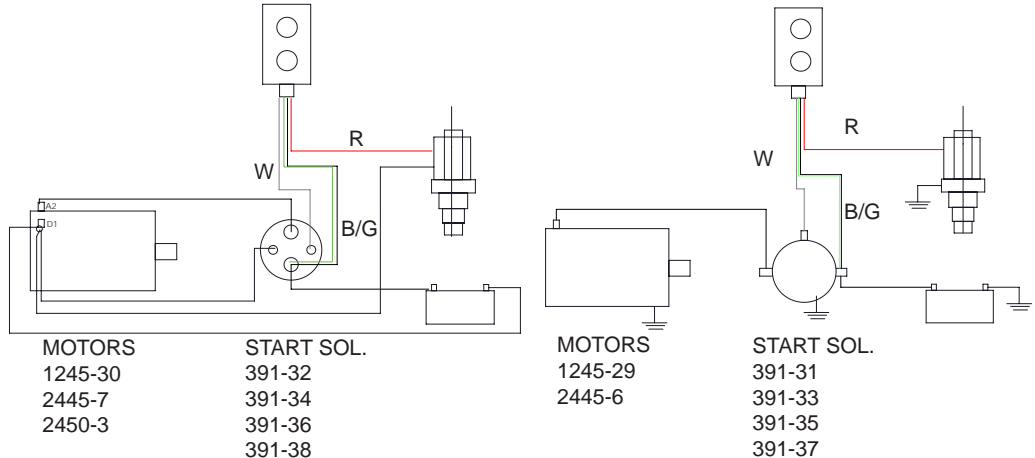 R
W
B/G
A2
D1
MOTORS
1245-30
2445-7
2450-3
START SOL.
391-32
391-34
391-36
391-38
R
W
B/G
MOTORS
1245-29
2445-6
START SOL.
391-31
391-33
391-35
391-37